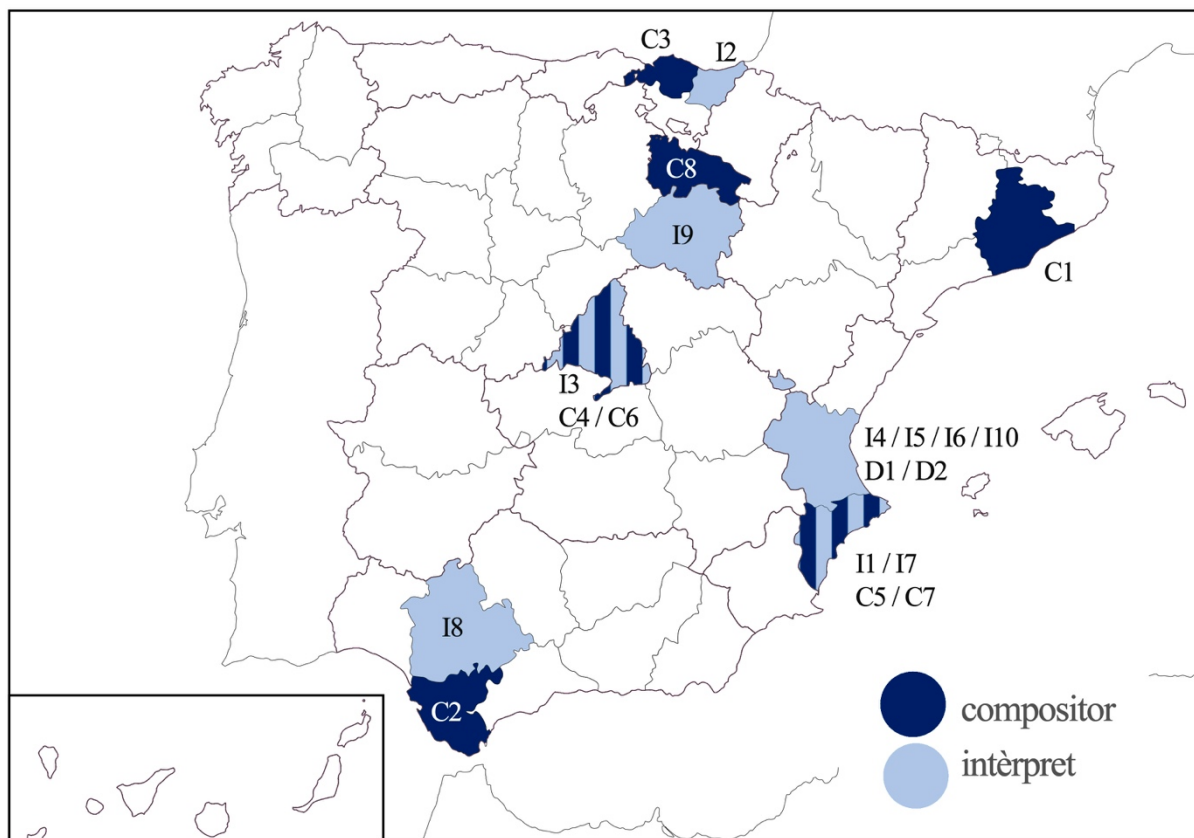 C3
I2
C8
I9
C1
I3
C4 / C6
I4 / I5 / I6 / I10
D1 / D2
I1 / I7
C5 / C7
I8
C2
compositor
intèrpret